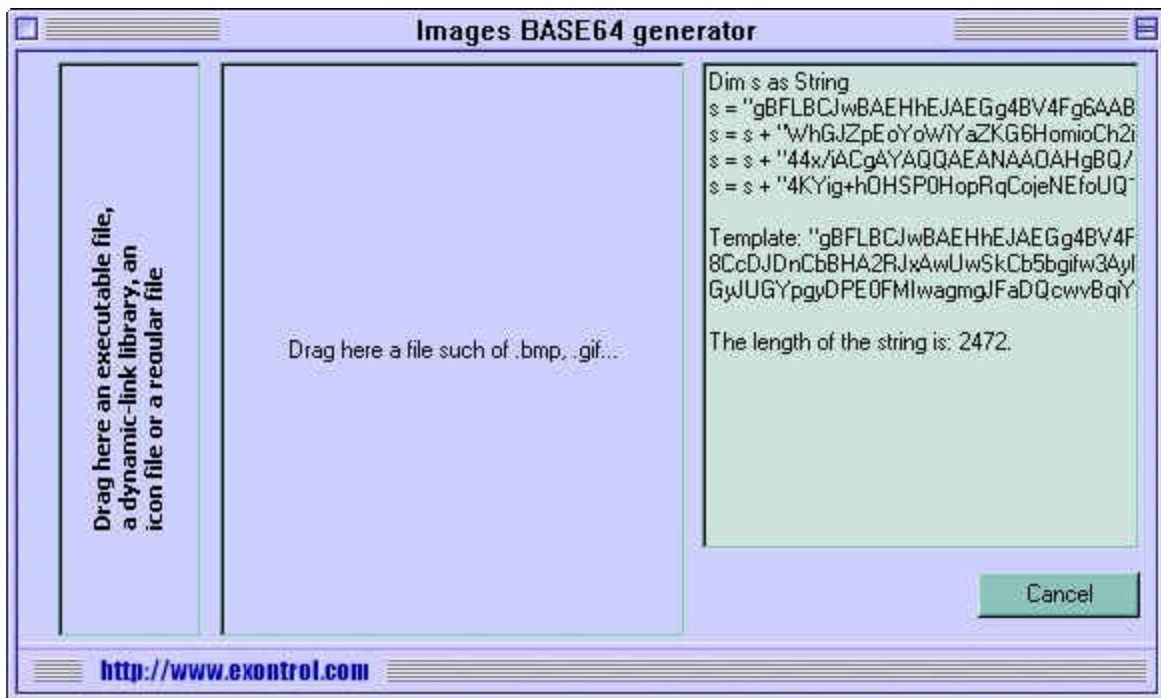 Images BASE64 generator
Drag here an executable file,
a dynamic-link library, an
icon file or a regular file
Drag here a file such of .bmp, .gif...
Dim s as String
s = "gBFLBCJwBAEHhEJAEGg4BV4Fg6AAB
s = s + "WhGJZpEoYoWiYaZKG6HomioCh2i
s = s + "44x/iACgAYAQQAEANAAOAHgBQ/
s = s + "4KYig+hOHSP0HopRqCojeNEfoUQ
Template: "gBFLBCJwBAEHhEJAEGg4BV4F
8CcDJDnCbBHA2RJxAwUwSkCb5bgifw3Ayl
GyJUGYpgyDPE0FMIwagmgJFaDQcwvBqiY
The length of the string is: 2472.
Cancel
http://www.exontrol.com